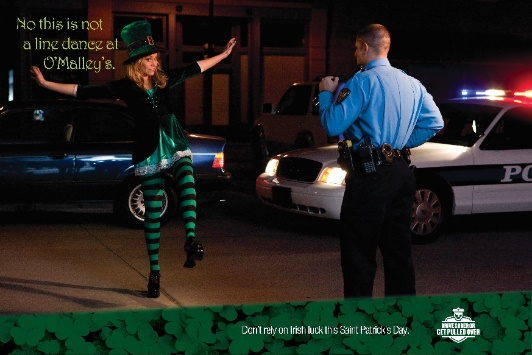 No this is not
a line dance at
O'Malley's.
PO
Don't rely on Irish luck this Saint Patrick's Day.
DRIVE SOBER OR
GET PULLED OVER